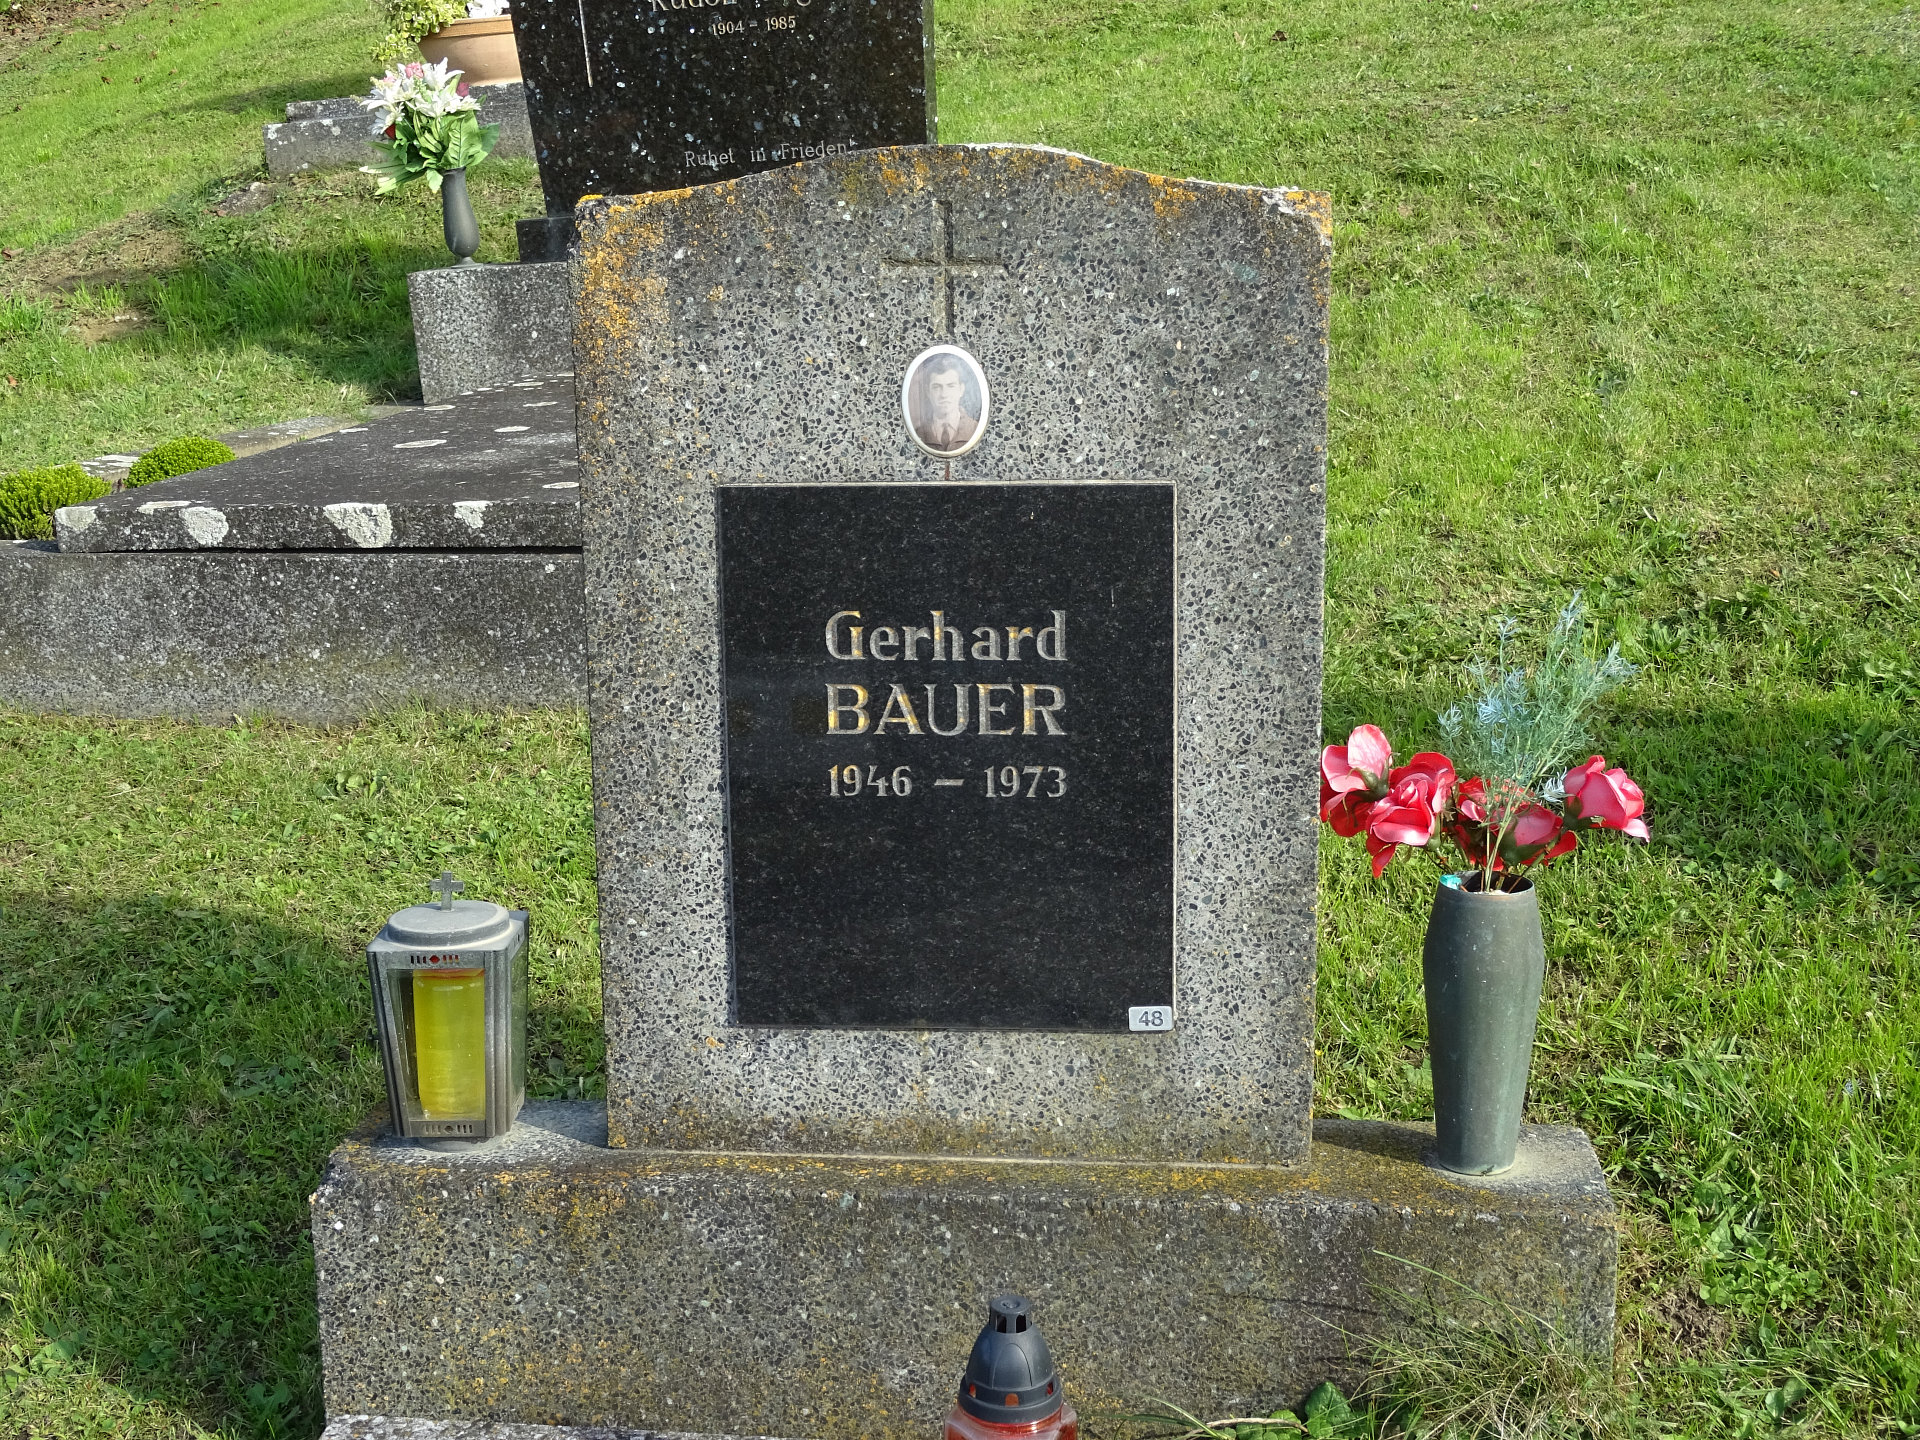 1904 – 1985
Ruhet in Frieden!
Gerhard
BAUER
1946 – 1973
48